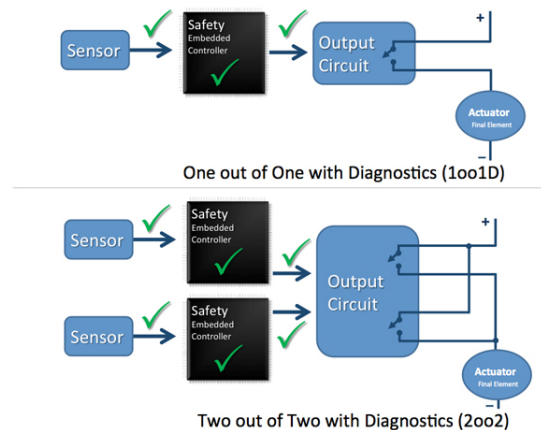 Sensor
Safety
Embedded
Controller
Output
Circuit
+
Actuator
Final Element
–
One out of One with Diagnostics (1oo1D)
Sensor
Safety
Embedded
Controller
Sensor
Safety
Embedded
Controller
Output
Circuit
+
Actuator
Final Element
–
Two out of Two with Diagnostics (2oo2)